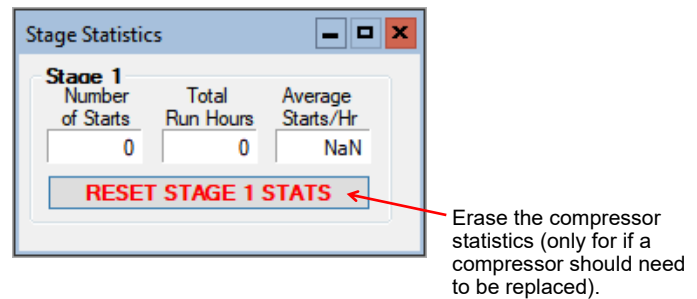 Stage Statistics
Stage 1
Number of Starts
Total Run Hours
Average Starts/Hr
0
0
NaN
RESET STAGE 1 STATS
Erase the compressor
statistics (only for if a
compressor should need
to be replaced).